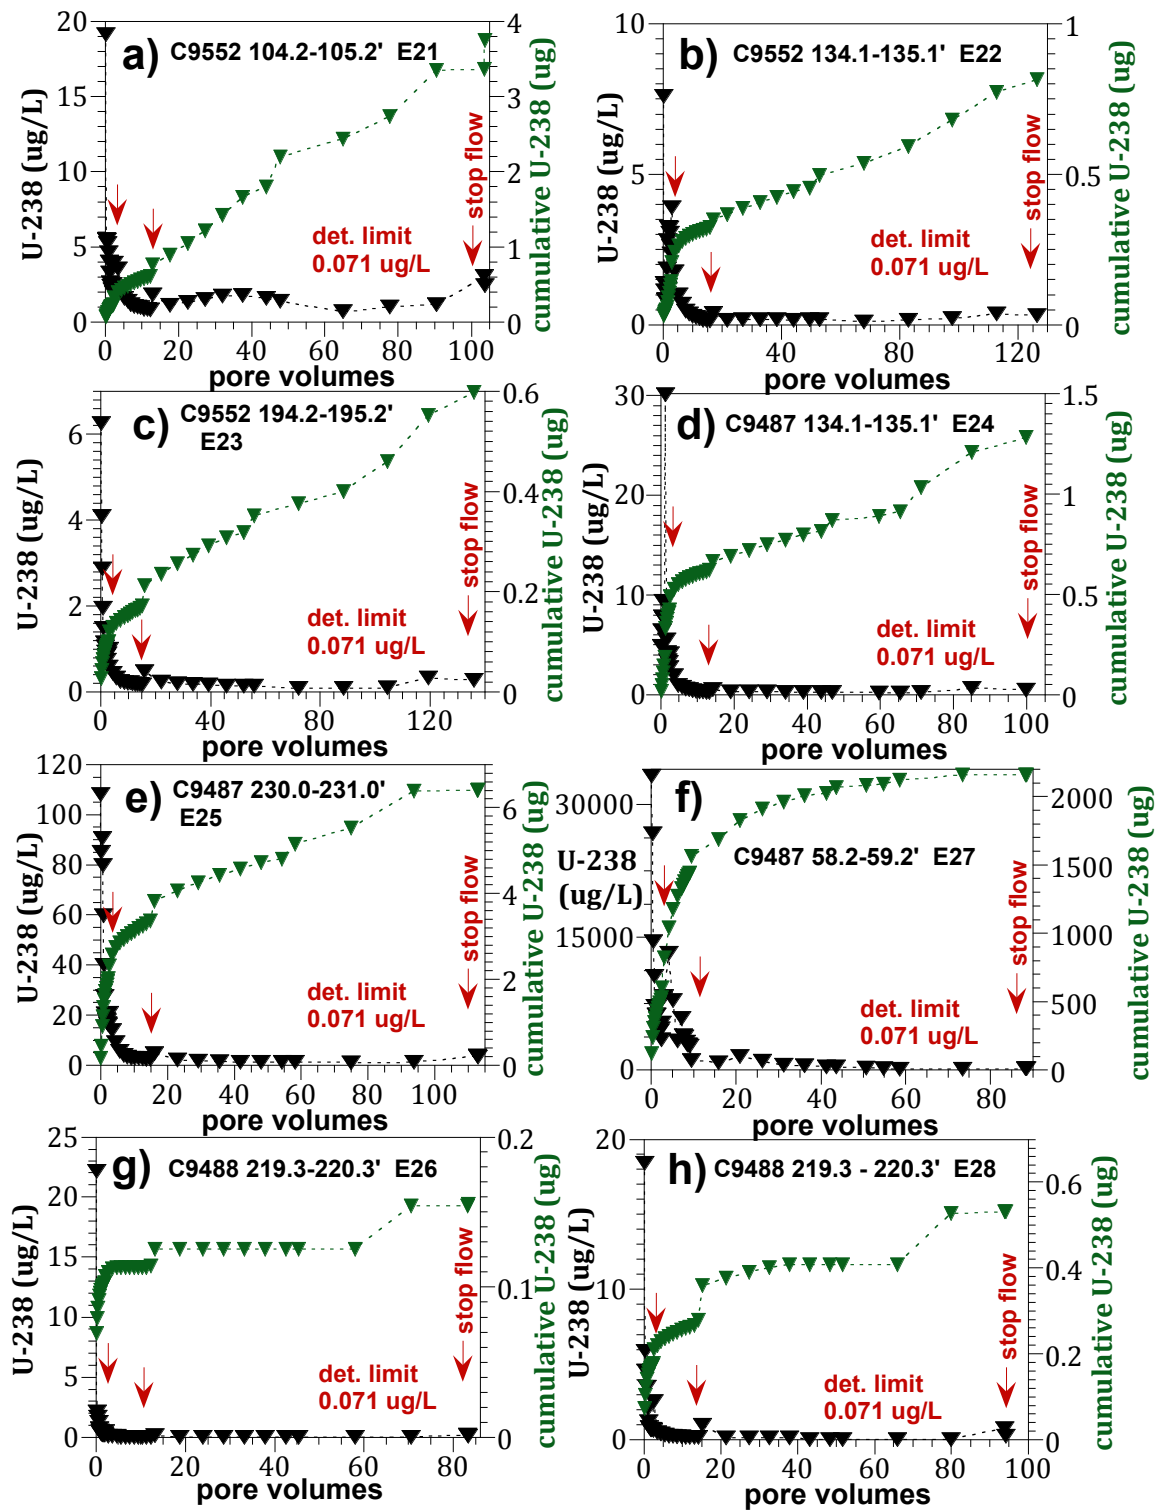 a) C9552 104.2-105.2' E21
U-238 (ug/L)
20
15
10
5
0
4
3
2
1
0
cumulative U-238 (ug)
stop flow
det. limit
0.071 ug/L
0 20 40 60 80 100
pore volumes
b) C9552 134.1-135.1' E22
U-238 (ug/L)
10
5
0
1
0.5
0
cumulative U-238 (ug)
stop flow
det. limit
0.071 ug/L
0 40 80 120
pore volumes
c) C9552 194.2-195.2'
E23
U-238 (ug/L)
6
4
2
0
0.6
0.4
0.2
0
cumulative U-238 (ug)
stop flow
det. limit
0.071 ug/L
0 40 80 120
pore volumes
d) C9487 134.1-135.1' E24
U-238 (ug/L)
30
20
10
0
1.5
1
0.5
0
cumulative U-238 (ug)
stop flow
det. limit
0.071 ug/L
0 20 40 60 80 100
pore volumes
e) C9487 230.0-231.0'
E25
U-238 (ug/L)
120
100
80
60
40
20
0
6
4
2
0
cumulative U-238 (ug)
stop flow
det. limit
0.071 ug/L
0 20 40 60 80 100
pore volumes
f)
C9487 58.2-59.2' E27
U-238
(ug/L)
30000
15000
0
2000
1500
1000
500
0
cumulative U-238 (ug)
stop flow
det. limit
0.071 ug/L
0 20 40 60 80
pore volumes
g) C9488 219.3-220.3' E26
U-238 (ug/L)
25
20
15
10
5
0
0.2
0.1
0
cumulative U-238 (ug)
stop flow
det. limit
0.071 ug/L
0 20 40 60 80
pore volumes
h) C9488 219.3 - 220.3' E28
U-238 (ug/L)
20
10
0
0.6
0.4
0.2
0
cumulative U-238 (ug)
stop flow
det. limit
0.071 ug/L
0 20 40 60 80 100
pore volumes